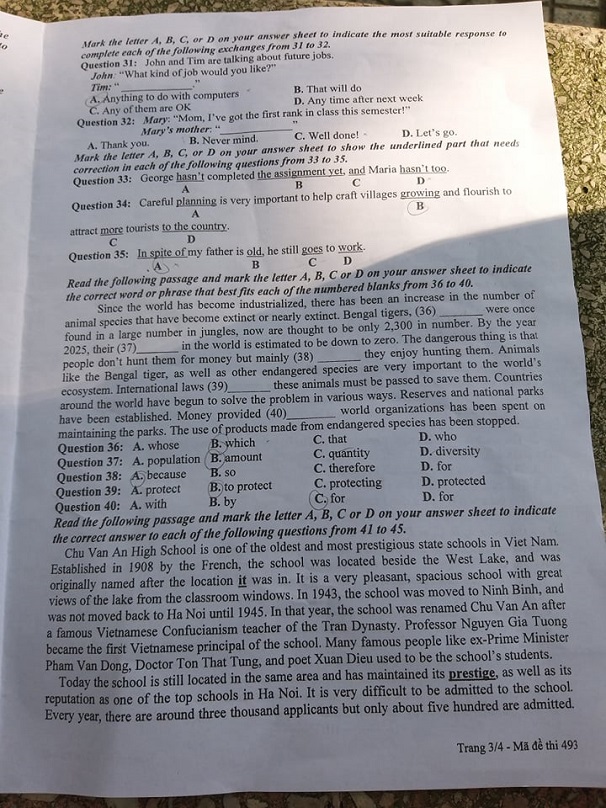 Mark the letter A, B, C, or D on your answer sheet to indicate the most suitable response to
complete each of the following exchanges from 31 to 32.
Question 31: John and Tim are talking about future jobs.
John: “What kind of job would you like?”
Tim: “____________.”
A. Anything to do with computers B. That will do
C. Any of them are OK D. Any time after next week
Question 32: Mary: “Mom, I've got the first rank in class this semester!”
Mary's mother: “____________”
A. Thank you. B. Never mind. C. Well done! D. Let's go.
Mark the letter A, B, C, or D on your answer sheet to show the underlined part that needs
correction in each of the following questions from 33 to 35.
Question 33: George hasn't completed the assignment yet, and Maria hasn't too.
A B C D
Question 34: Careful planning is very important to help craft villages growing and flourish to
A B
attract more tourists to the country.
C D
Question 35: In spite of my father is old, he still goes to work.
A B C D
Read the following passage and mark the letter A, B, C or D on your answer sheet to indicate
the correct word or phrase that best fits each of the numbered blanks from 36 to 40.
Since the world has become industrialized, there has been an increase in the number of
animal species that have become extinct or nearly extinct. Bengal tigers, (36) ________ were once
found in a large number in jungles, now are thought to be only 2,300 in number. By the year
2025, their (37)________ in the world is estimated to be down to zero. The dangerous thing is that
people don't hunt them for money but mainly (38) ________ they enjoy hunting them. Animals
like the Bengal tiger, as well as other endangered species are very important to the world's
ecosystem. International laws (39)________ these animals must be passed to save them. Countries
around the world have begun to solve the problem in various ways. Reserves and national parks
have been established. Money provided (40)________ world organizations has been spent on
maintaining the parks. The use of products made from endangered species has been stopped.
Question 36: A. whose B. which C. that D. who
Question 37: A. population B. amount C. quantity D. diversity
Question 38: A. because B. so C. therefore D. for
Question 39: A. protect B. to protect C. protecting D. protected
Question 40: A. with B. by C. for D. for
Read the following passage and mark the letter A, B, C or D on your answer sheet to indicate
the correct answer to each of the following questions from 41 to 45.
Chu Van An High School is one of the oldest and most prestigious state schools in Viet Nam.
Established in 1908 by the French, the school was located beside the West Lake, and was
originally named after the location it was in. It is a very pleasant, spacious school with great
views of the lake from the classroom windows. In 1943, the school was moved to Ninh Binh, and
was not moved back to Ha Noi until 1945. In that year, the school was renamed Chu Van An after
a famous Vietnamese Confucianism teacher of the Tran Dynasty. Professor Nguyen Gia Tuong
became the first Vietnamese principal of the school. Many famous people like ex-Prime Minister
Pham Van Dong, Doctor Ton That Tung, and poet Xuan Dieu used to be the school's students.
Today the school is still located in the same area and has maintained its prestige, as well as its
reputation as one of the top schools in Ha Noi. It is very difficult to be admitted to the school.
Every year, there are around three thousand applicants but only about five hundred are admitted.
Trang 3/4 - Mã đề thi 493